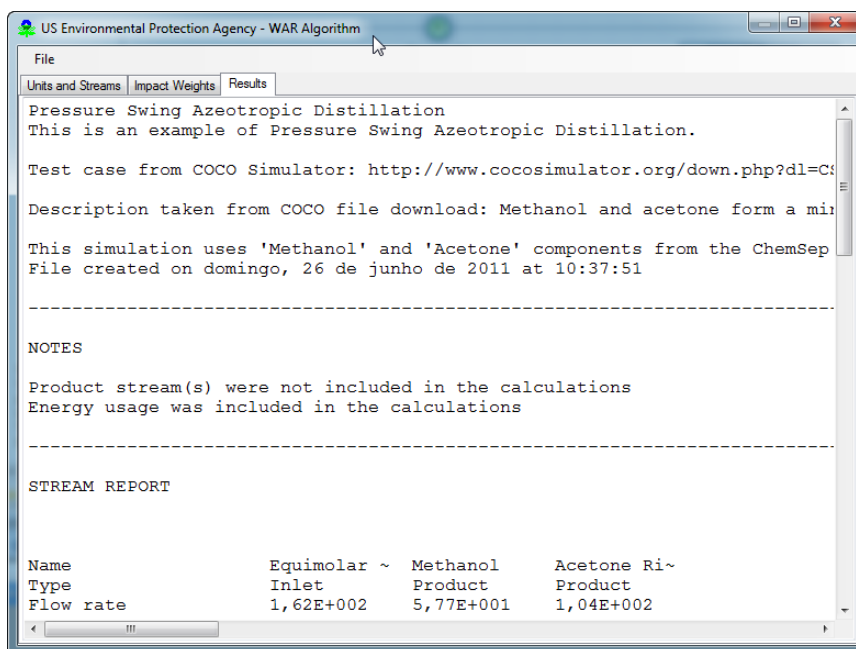 US Environmental Protection Agency - WAR Algorithm
File
Units and Streams Impact Weights Results
Pressure Swing Azeotropic Distillation
This is an example of Pressure Swing Azeotropic Distillation.
Test case from COCO Simulator: http://www.cocosimulator.org/down.php?dl=CS
Description taken from COCO file download: Methanol and acetone form a mi
This simulation uses 'Methanol' and 'Acetone' components from the ChemSep
File created on domingo, 26 de junho de 2011 at 10:37:51
NOTES
Product stream(s) were not included in the calculations
Energy usage was included in the calculations
STREAM REPORT
Name Equimolar ~ Methanol Acetone Ri~
Type Inlet Product Product
Flow rate 1,62E+002 5,77E+001 1,04E+002